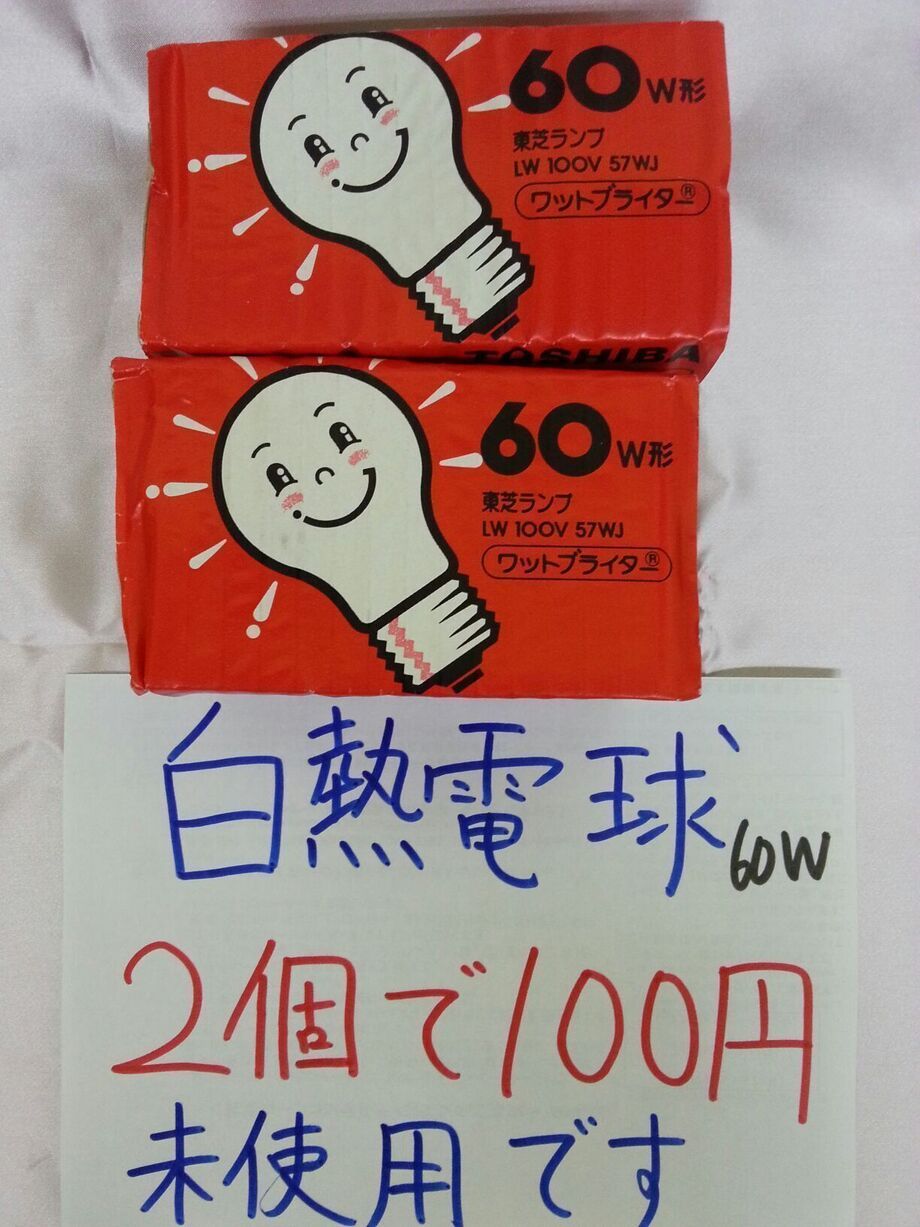 60W形
東芝ランプ
LW 100V 57WJ
ワットブライター®
TOSHIBA
60W形
東芝ランプ
LW 100V 57WJ
ワットブライター®
白熱電球 60W
2個で100円
未使用です